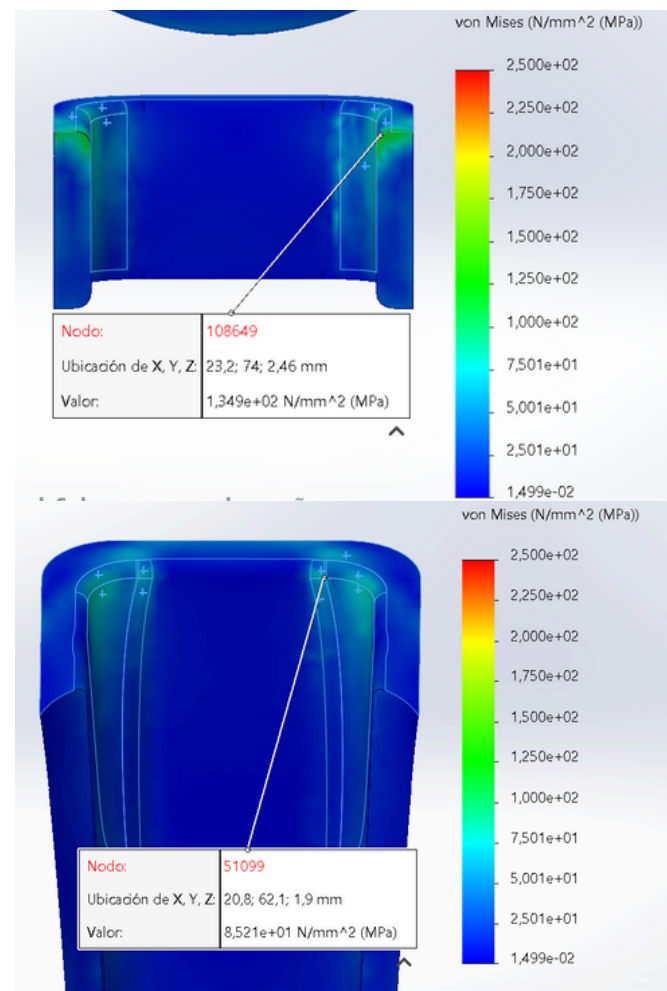 von Mises (N/mm^2 (MPa))
2,500e+02
2,250e+02
2,000e+02
1,750e+02
1,500e+02
1,250e+02
1,000e+02
7,501e+01
5,001e+01
2,501e+01
1,499e-02
Nodo: 108649
Ubicación de X, Y, Z: 23,2; 74; 2,46 mm
Valor: 1,349e+02 N/mm^2 (MPa)
von Mises (N/mm^2 (MPa))
2,500e+02
2,250e+02
2,000e+02
1,750e+02
1,500e+02
1,250e+02
1,000e+02
7,501e+01
5,001e+01
2,501e+01
1,499e-02
Nodo: 51099
Ubicación de X, Y, Z: 20,8; 62,1; 1,9 mm
Valor: 8,521e+01 N/mm^2 (MPa)